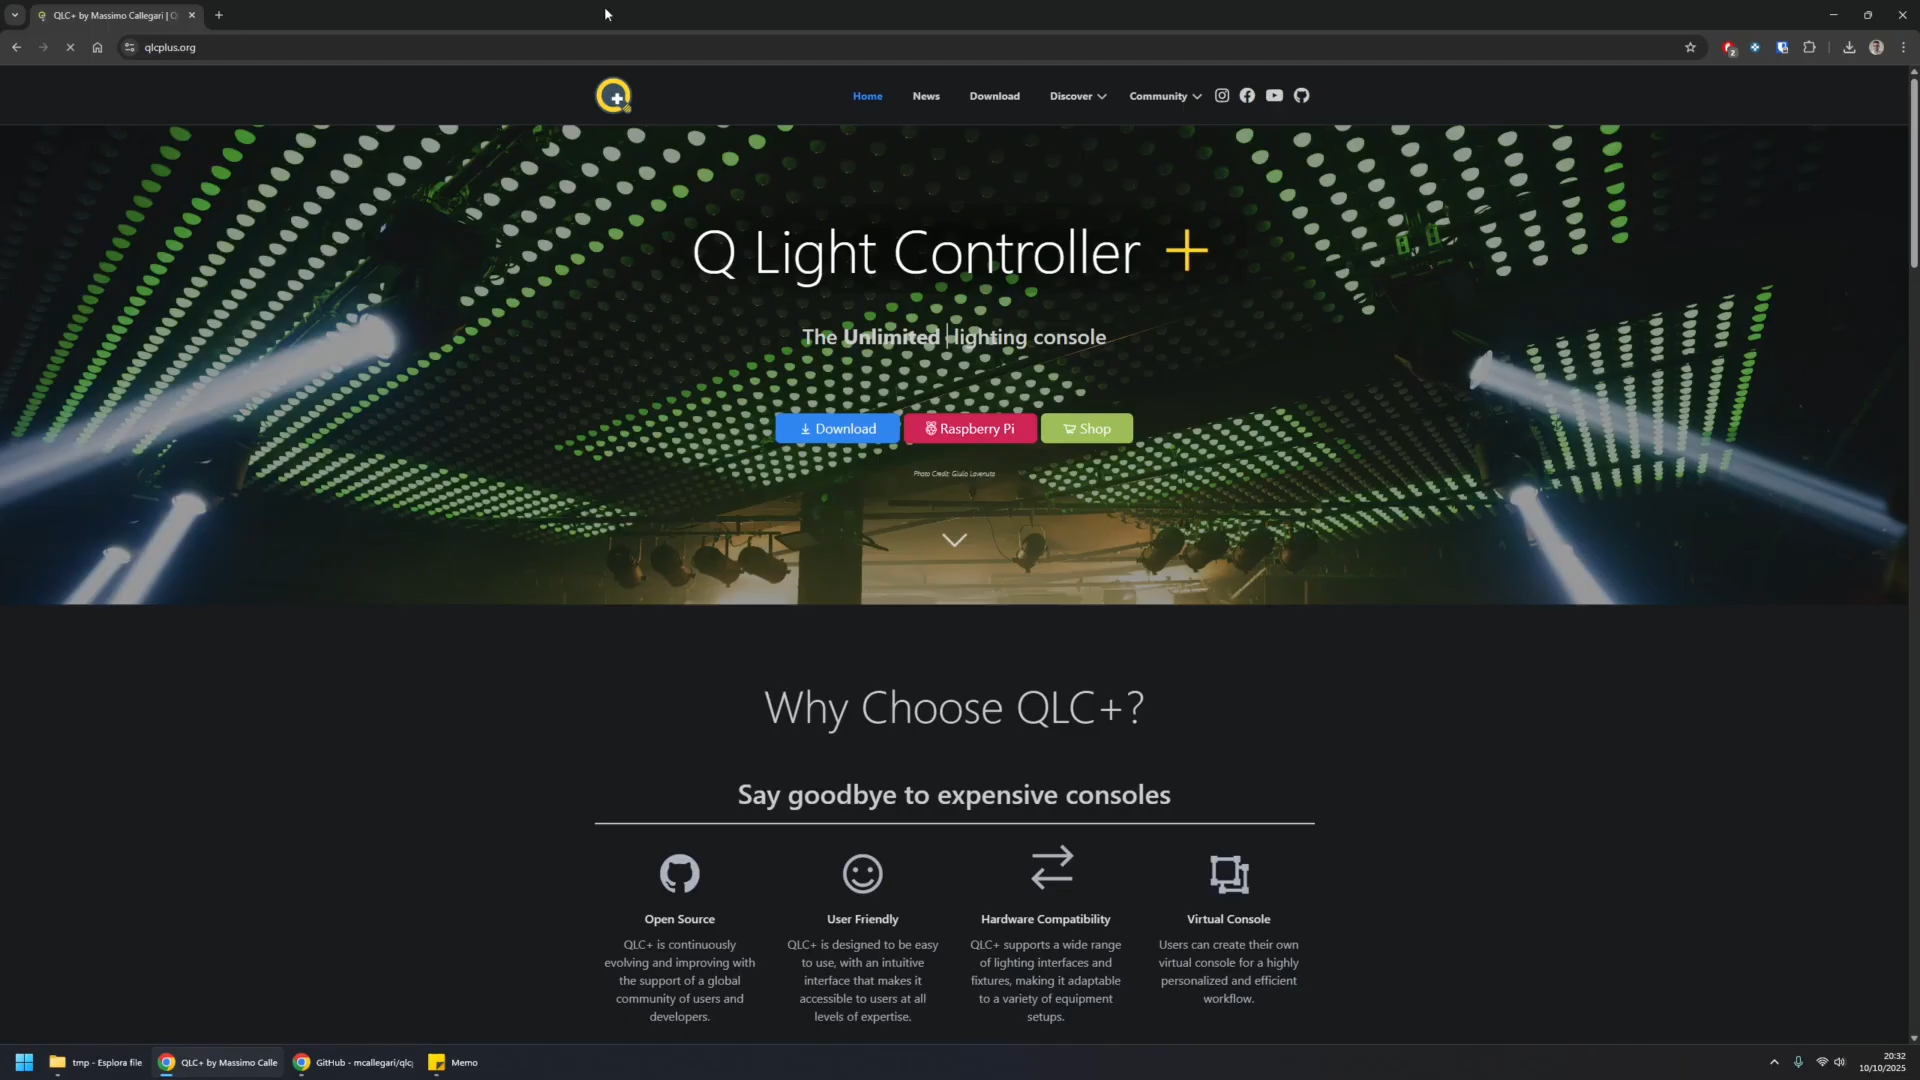 QLC+ by Massimo Callegari | Q
qlcplus.org
2
Home
News
Download
Discover
Community
Q Light Controller +
The Unlimited lighting console
Download
Raspberry Pi
Shop
Photo Credit: Giulio Laveruta
Why Choose QLC+?
Say goodbye to expensive consoles
Open Source
QLC+ is continuously
evolving and improving with
the support of a global
community of users and
developers.
User Friendly
QLC+ is designed to be easy
to use, with an intuitive
interface that makes it
accessible to users at all
levels of expertise.
Hardware Compatibility
QLC+ supports a wide range
of lighting interfaces and
fixtures, making it adaptable
to a variety of equipment
setups.
Virtual Console
Users can create their own
virtual console for a highly
personalized and efficient
workflow.
tmp - Esplora file
QLC+ by Massimo Calle
GitHub - mcallegari/qlc
Memo
20:32
10/10/2025